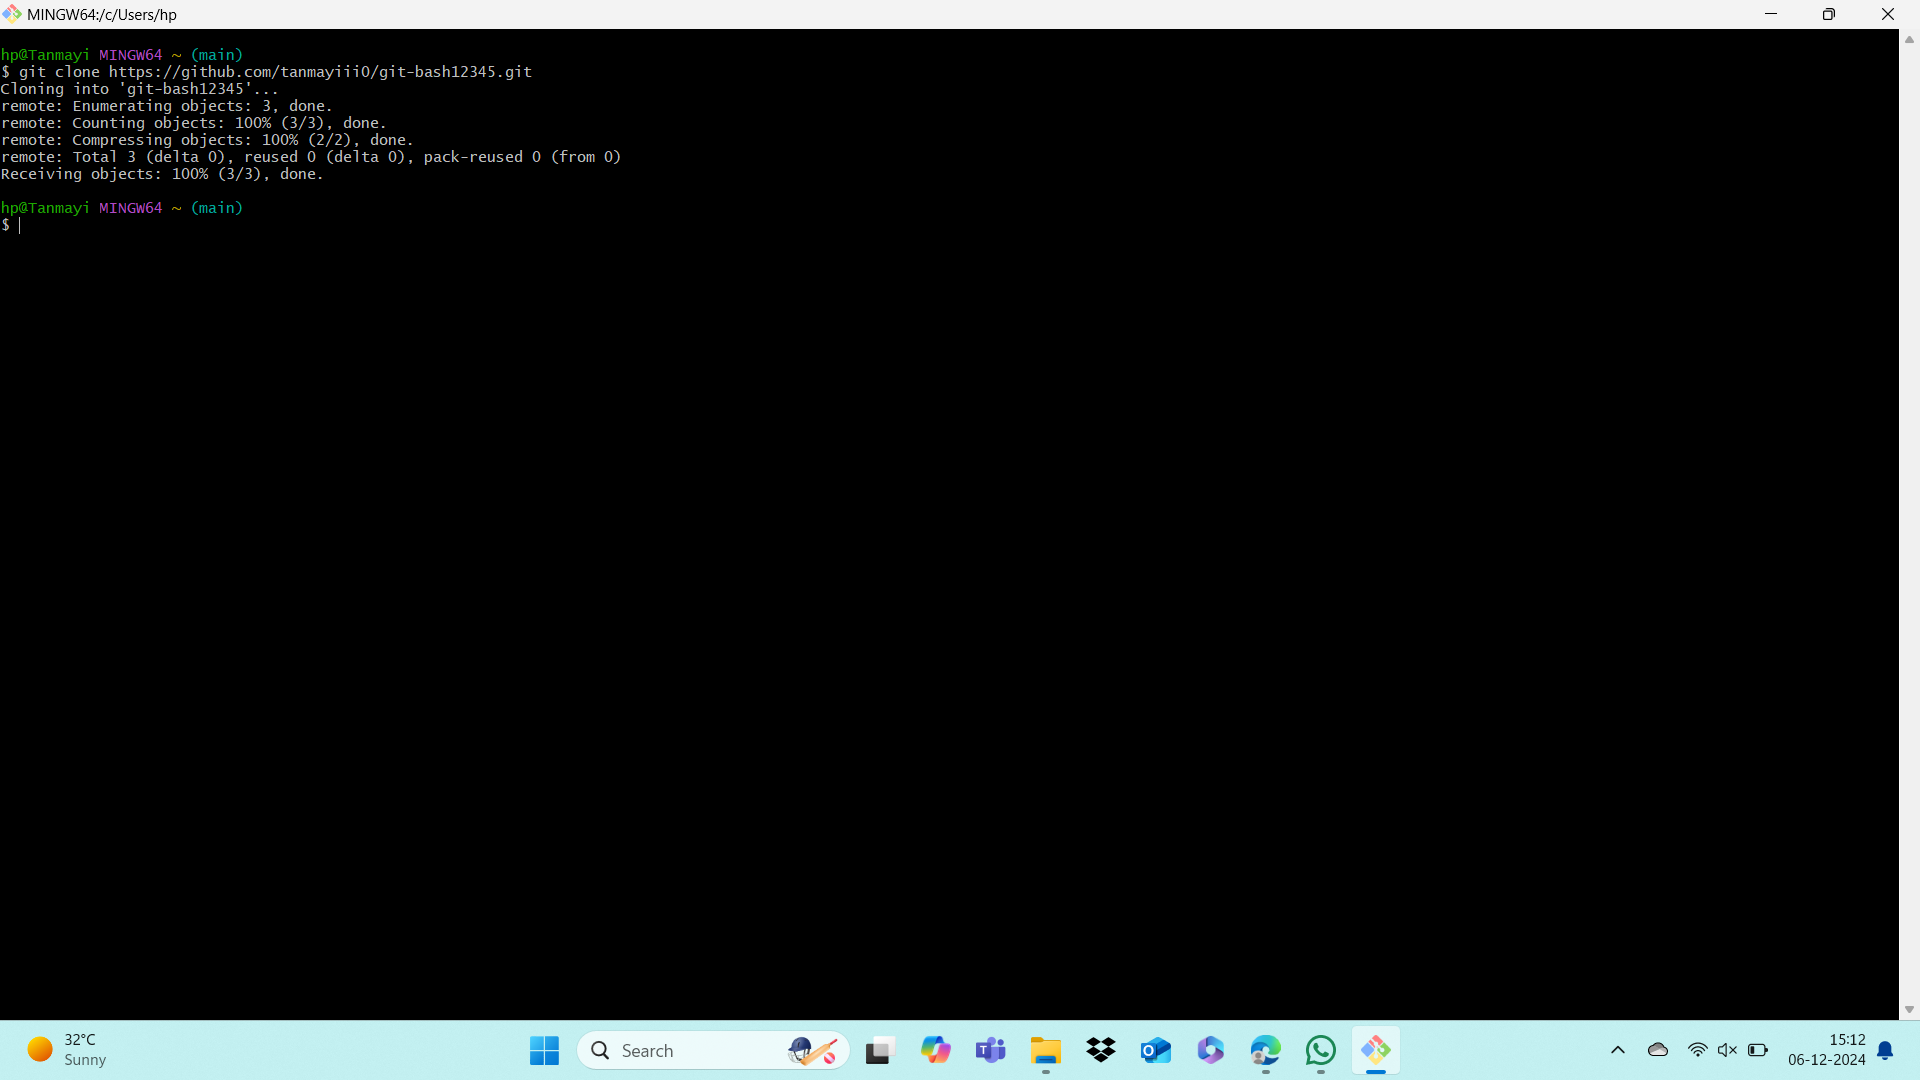 MINGW64:/c/Users/hp
hp@Tanmayi MINGW64 ~ (main)
$ git clone https://github.com/tanmayiii0/git-bash12345.git
Cloning into 'git-bash12345'...
remote: Enumerating objects: 3, done.
remote: Counting objects: 100% (3/3), done.
remote: Compressing objects: 100% (2/2), done.
remote: Total 3 (delta 0), reused 0 (delta 0), pack-reused 0 (from 0)
Receiving objects: 100% (3/3), done.
hp@Tanmayi MINGW64 ~ (main)
$
32°C
Sunny
Search
15:12
06-12-2024